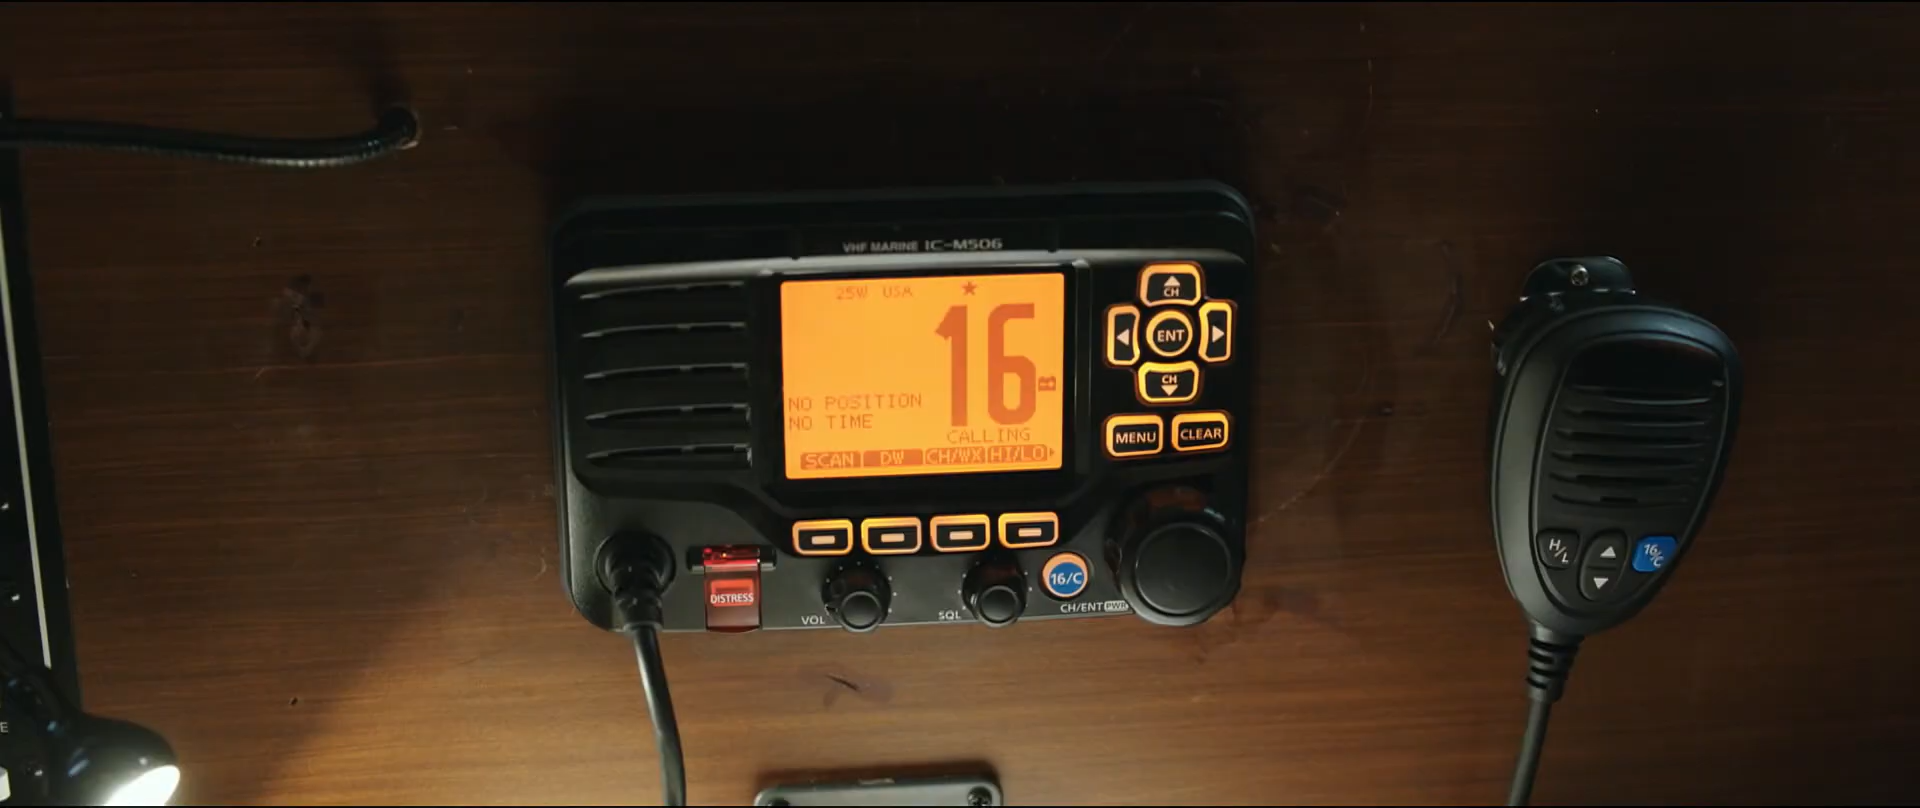 VHF MARINE IC-M506
25W USA
16
NO POSITION
NO TIME
CALLING
SCAN DW CH/WX HI/LO
CH
ENT
CH
MENU CLEAR
DISTRESS
VOL
SQL
16/C
CH/ENT PWR
H/L
16/C
E